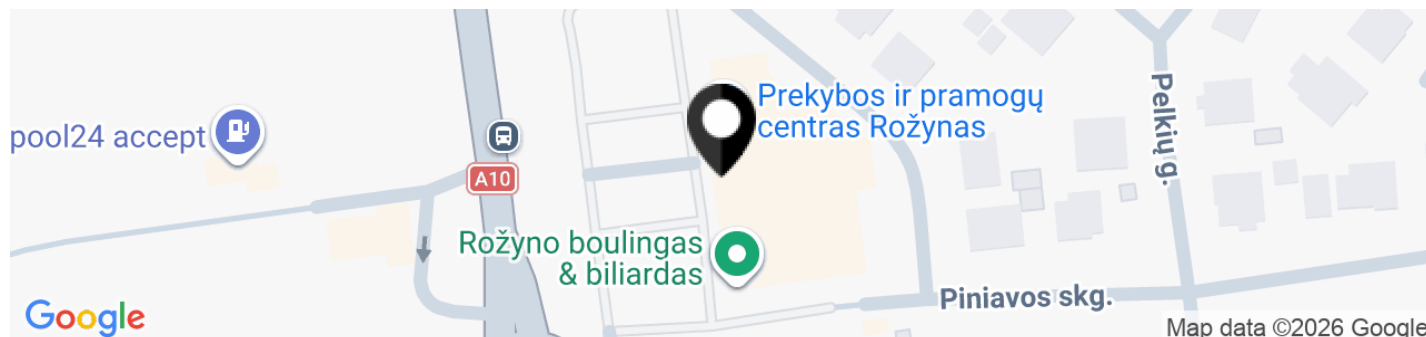 Prekybos ir pramogų
centras Rožynas
pool24 accept
A10
Pelkių g.
Rožyno boulingas
& biliardas
Piniavos skg.
Google
Map data ©2026 Google